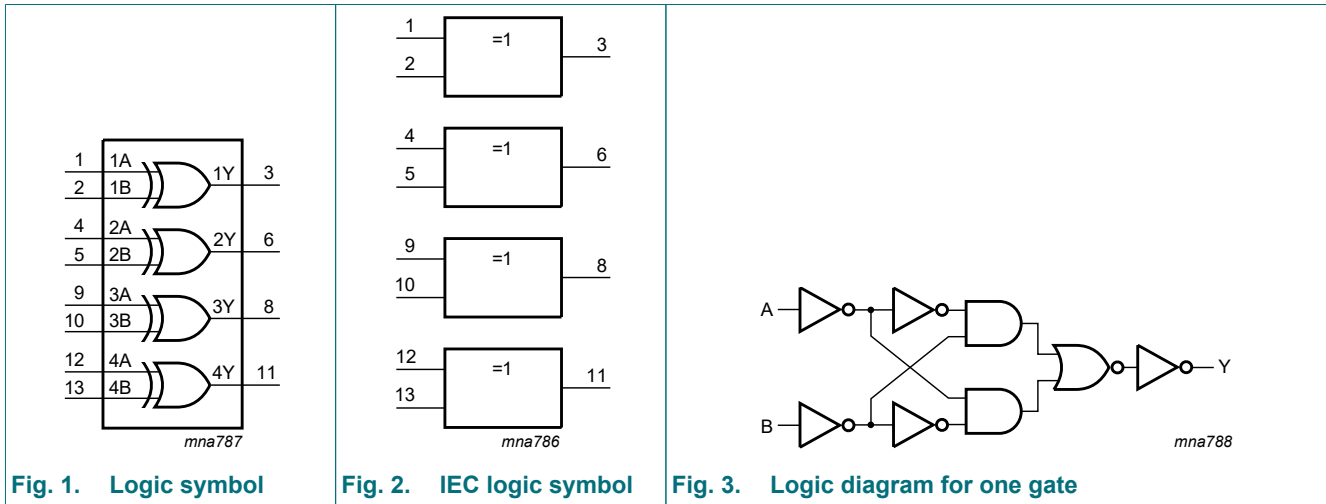 1 1A 1Y 3
2 1B
4 2A 2Y 6
5 2B
9 3A 3Y 8
10 3B
12 4A 4Y 11
13 4B
mna787
Fig. 1. Logic symbol
1 =1 3
2
4 =1 6
5
9 =1 8
10
12 =1 11
13
mna786
Fig. 2. IEC logic symbol
A
Y
B
mna788
Fig. 3. Logic diagram for one gate